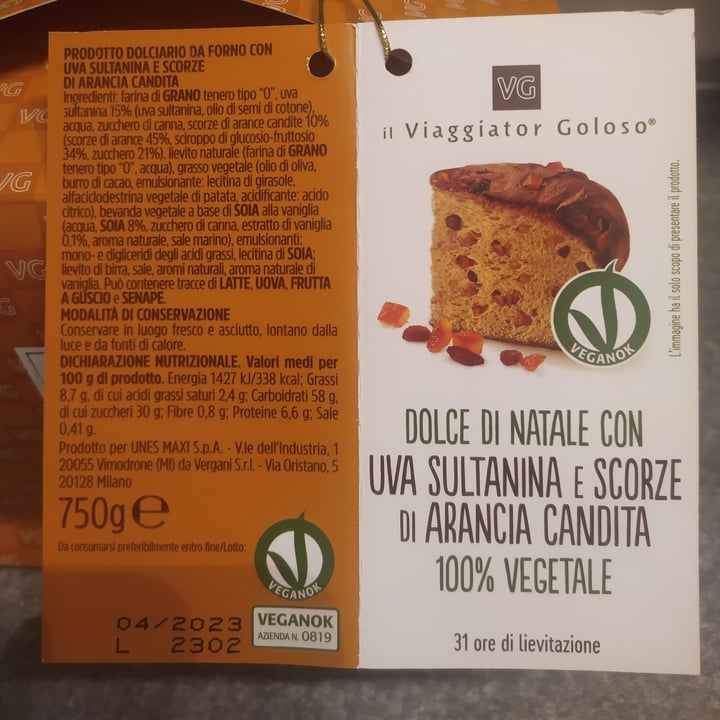 PRODOTTO DOLCIARIO DA FORNO CON
UVA SULTANINA E SCORZE
DI ARANCIA CANDITA
Ingredienti: farina di GRANO tenero tipo "0", uva
sultanina 15% (uva sultanina, olio di semi di cotone),
acqua, zucchero di canna, scorze di arance candite 10%
(scorze di arance 45%, sciroppo di glucosio-fruttosio
34%, zucchero 21%), lievito naturale (farina di GRANO
tenero tipo "0", acqua), grasso vegetale (olio di oliva,
burro di cacao, emulsionante: lecitina di girasole,
alfaciclodestrina vegetale di patata, acidificante: acido
citrico), bevanda vegetale a base di SOIA alla vaniglia
(acqua, SOIA 8%, zucchero di canna, estratto di vaniglia
0,1%, aroma naturale, sale marino), emulsionanti:
mono- e digliceridi degli acidi grassi, lecitina di SOIA;
lievito di birra, sale, aromi naturali, aroma naturale di
vaniglia. Può contenere tracce di LATTE, UOVA, FRUTTA
A GUSCIO e SENAPE.
MODALITÀ DI CONSERVAZIONE
Conservare in luogo fresco e asciutto, lontano dalla
luce e da fonti di calore.
DICHIARAZIONE NUTRIZIONALE. Valori medi per
100 g di prodotto. Energia 1427 kJ/338 kcal; Grassi
8,7 g, di cui acidi grassi saturi 2,4 g; Carboidrati 58 g,
di cui zuccheri 30 g; Fibre 0,8 g; Proteine 6,6 g; Sale
0,41 g.
Prodotto per UNES MAXI S.p.A. - V.le dell'Industria, 1
20055 Vimodrone (MI) da Vergani S.r.l. - Via Oristano, 5
20128 Milano
750g e
Da consumarsi preferibilmente entro fine/Lotto:
VEGANOK
VEGANOK
AZIENDA N. 0819
04/2023
L 2302
VG
il Viaggiator Goloso®
L'immagine ha il solo scopo di presentare il prodotto.
VEGANOK
DOLCE DI NATALE CON
UVA SULTANINA E SCORZE
DI ARANCIA CANDITA
100% VEGETALE
31 ore di lievitazione
VG
VG
VG
VG